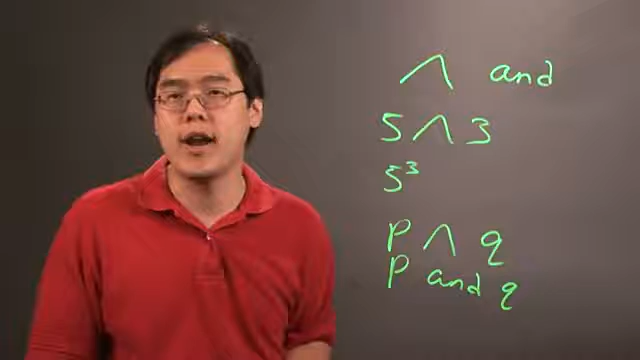 ∧ and
5 ∧ 3
5³
P ∧ q
P and q